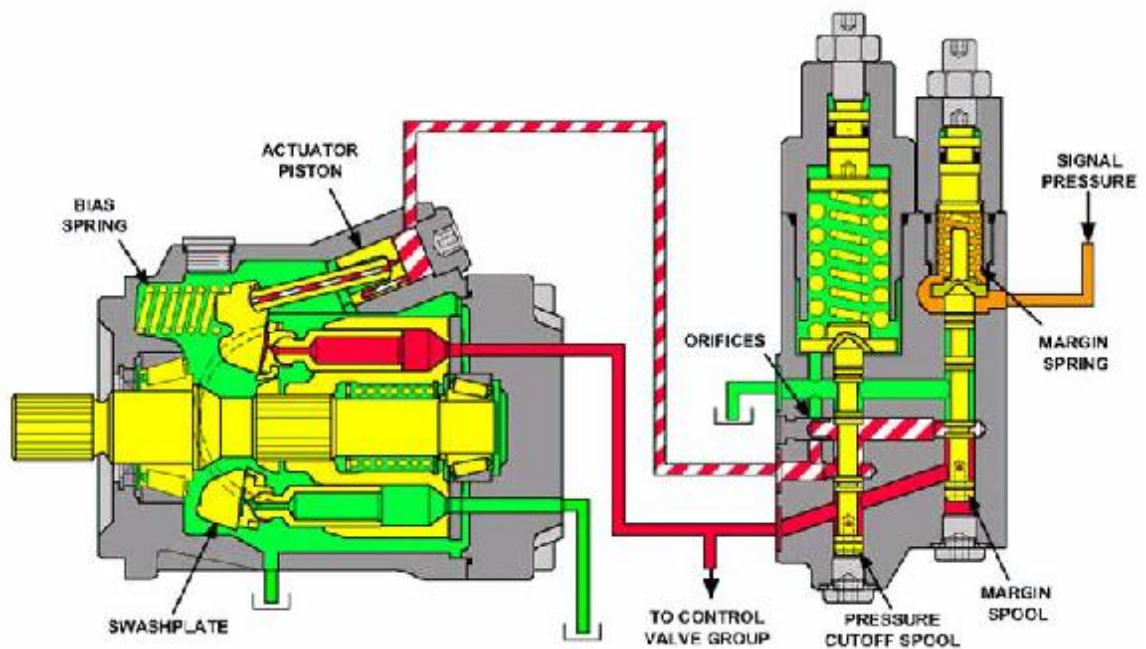 ACTUATOR
PISTON
BIAS
SPRING
SIGNAL
PRESSURE
ORIFICES
MARGIN
SPRING
SWASHPLATE
TO CONTROL
VALVE GROUP
PRESSURE
CUTOFF SPOOL
MARGIN
SPOOL